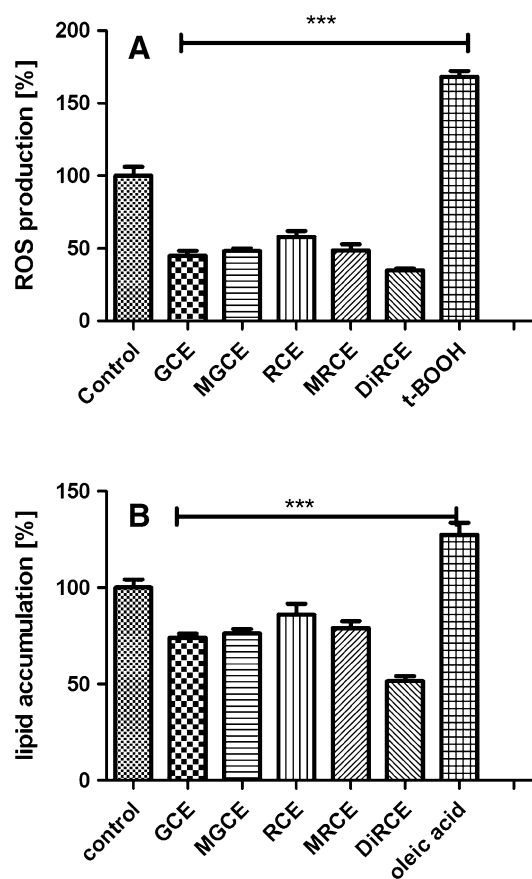 ***
A
ROS production [%]
200
150
100
50
0
Control
GCE
MGCE
RCE
MRCE
DiRCE
t-BOOH
***
B
lipid accumulation [%]
150
100
50
0
control
GCE
MGCE
RCE
MRCE
DiRCE
oleic acid